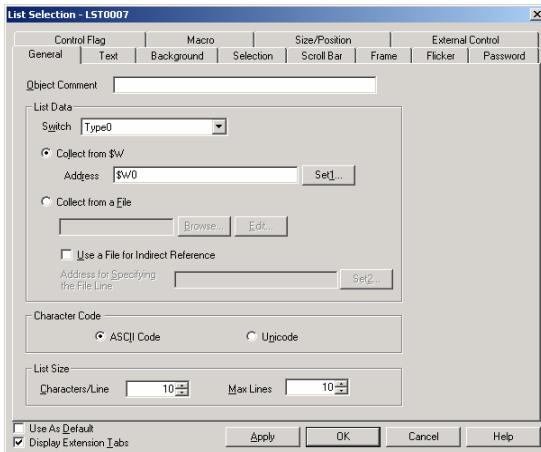 List Selection - LST0007
Control Flag Macro Size/Position External Control
General Text Background Selection Scroll Bar Frame Flicker Password
Object Comment
List Data
Switch Type0
Collect from $W
Address $W0 Set1...
Collect from a File
Browse... Edit...
Use a File for Indirect Reference
Address for Specifying
the File Line Set2...
Character Code
ASCII Code Unicode
List Size
Characters/Line 10 Max Lines 10
Use As Default
Display Extension Tabs
Apply OK Cancel Help